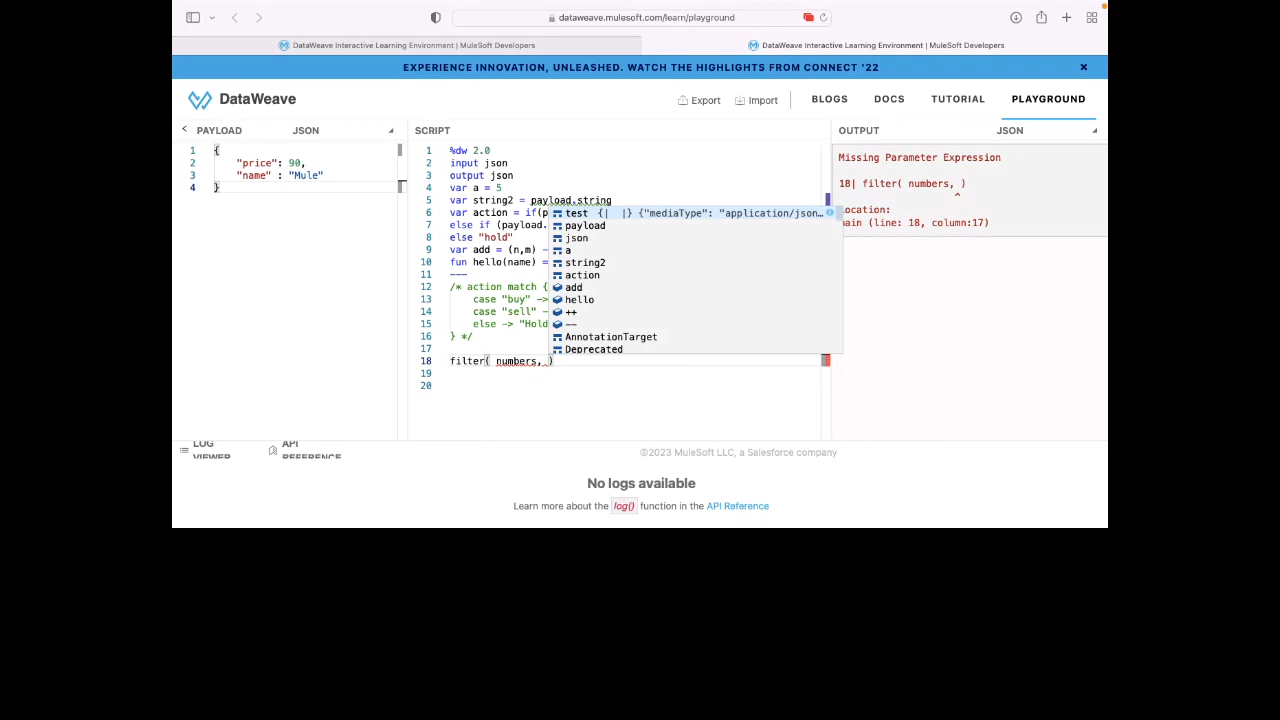 dataweave.mulesoft.com/learn/playground
DataWeave Interactive Learning Environment | MuleSoft Developers
DataWeave Interactive Learning Environment | MuleSoft Developers
EXPERIENCE INNOVATION, UNLEASHED. WATCH THE HIGHLIGHTS FROM CONNECT '22
DataWeave
Export
Import
BLOGS
DOCS
TUTORIAL
PLAYGROUND
PAYLOAD
JSON
1 {
2 "price": 90,
3 "name" : "Mule"
4 }
SCRIPT
1 %dw 2.0
2 input json
3 output json
4 var a = 5
5 var string2 = payload.string
6 var action = if(p
7 else if (payload.
8 else "hold"
9 var add = (n,m) -
10 fun hello(name) =
11 ---
12 /* action match {
13 case "buy" ->
14 case "sell" -
15 else -> "Hold
16 } */
17
18 filter( numbers, )
19
20
test {| |} {"mediaType": "application/json…
payload
json
a
string2
action
add
hello
++
--
AnnotationTarget
Deprecated
OUTPUT
JSON
Missing Parameter Expression
18| filter( numbers, )
^
Location:
main (line: 18, column:17)
LOG VIEWER
API REFERENCE
©2023 MuleSoft LLC, a Salesforce company
No logs available
Learn more about the log() function in the API Reference